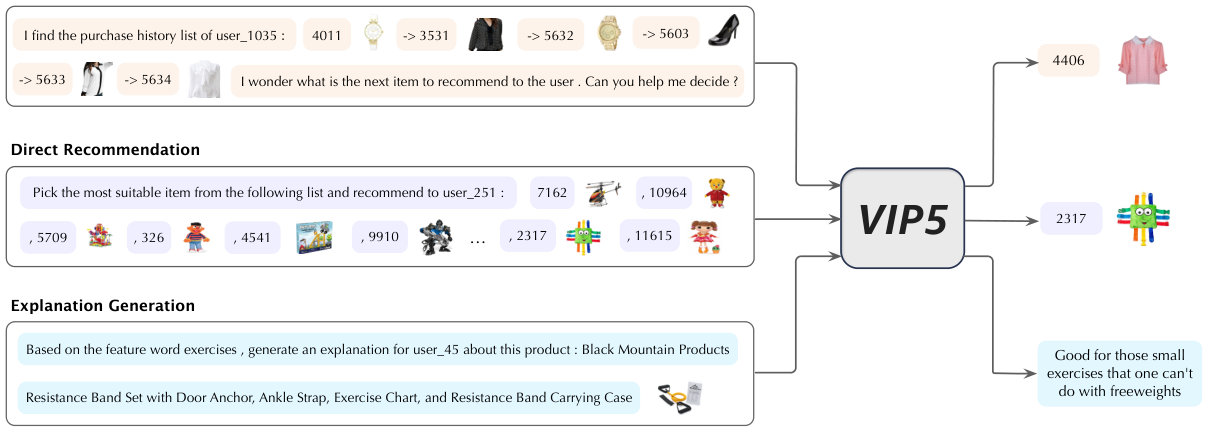 I find the purchase history list of user_1035 : 4011 -> 3531 -> 5632 -> 5603
-> 5633 -> 5634 I wonder what is the next item to recommend to the user . Can you help me decide ?
4406
Direct Recommendation
Pick the most suitable item from the following list and recommend to user_251 : 7162 , 10964
, 5709 , 326 , 4541 , 9910 ... , 2317 , 11615
VIP5
2317
Explanation Generation
Based on the feature word exercises , generate an explanation for user_45 about this product : Black Mountain Products
Resistance Band Set with Door Anchor, Ankle Strap, Exercise Chart, and Resistance Band Carrying Case
Good for those small
exercises that one can't
do with freeweights